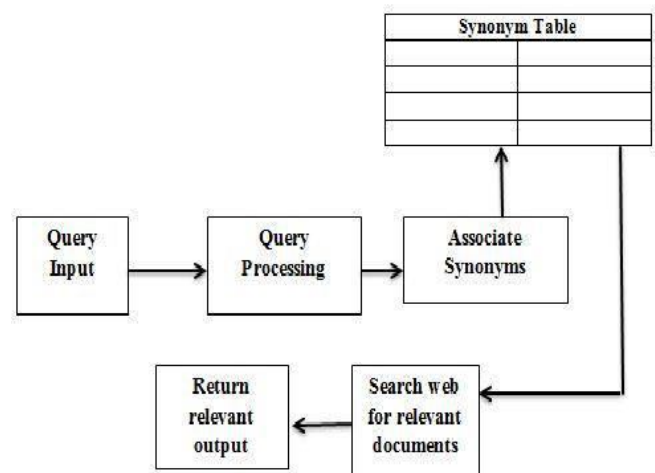 Synonym Table
Query
Input
Query
Processing
Associate
Synonyms
Return
relevant
output
Search web
for relevant
documents